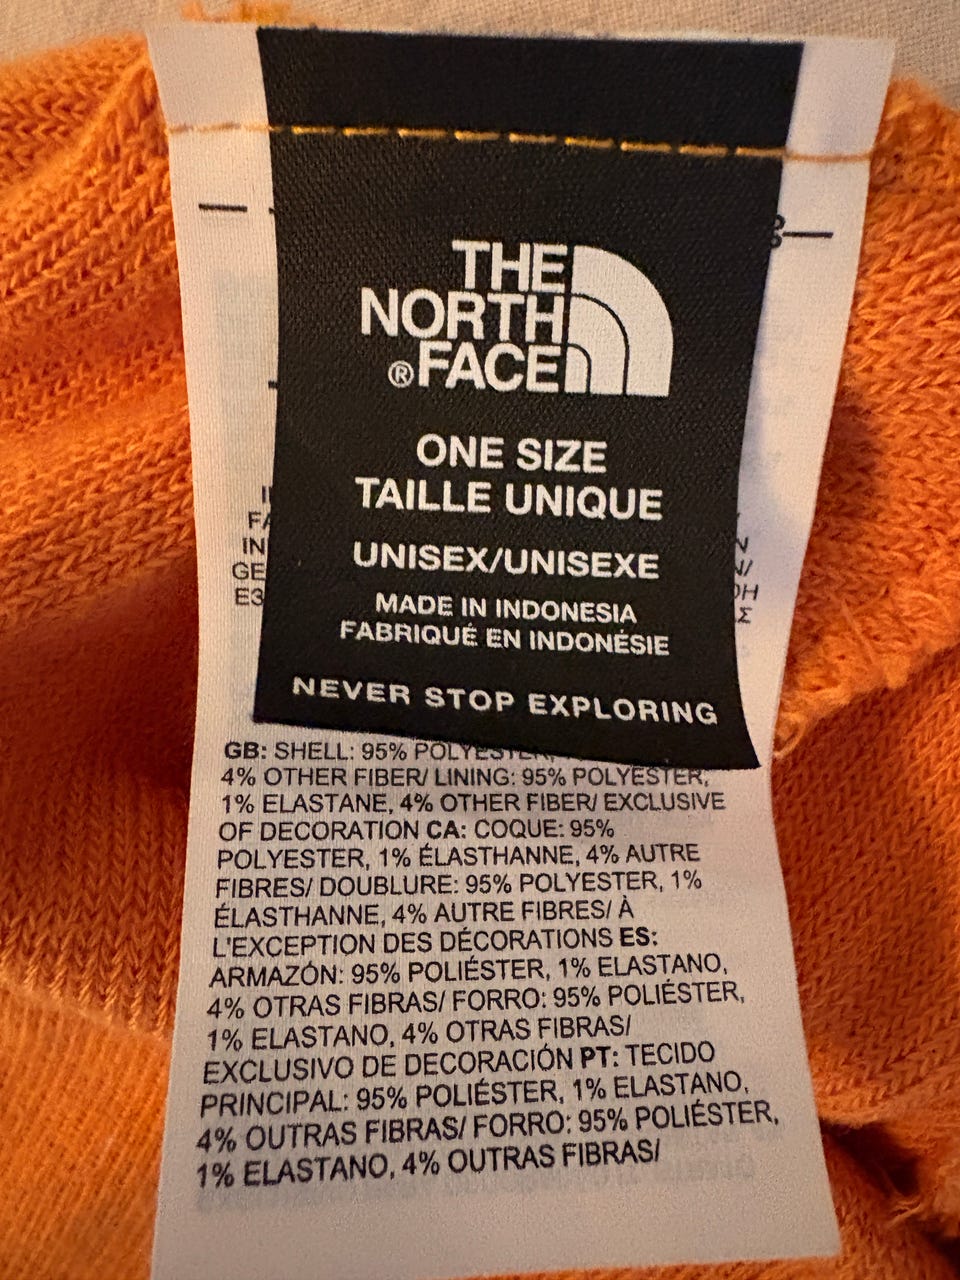 THE
NORTH
®FACE
ONE SIZE
TAILLE UNIQUE
UNISEX/UNISEXE
MADE IN INDONESIA
FABRIQUÉ EN INDONÉSIE
NEVER STOP EXPLORING
GB: SHELL: 95% POLYESTER,
4% OTHER FIBER/ LINING: 95% POLYESTER,
1% ELASTANE, 4% OTHER FIBER/ EXCLUSIVE
OF DECORATION CA: COQUE: 95%
POLYESTER, 1% ÉLASTHANNE, 4% AUTRE
FIBRES/ DOUBLURE: 95% POLYESTER, 1%
ÉLASTHANNE, 4% AUTRE FIBRES/ À
L'EXCEPTION DES DÉCORATIONS ES:
ARMAZÓN: 95% POLIÉSTER, 1% ELASTANO,
4% OTRAS FIBRAS/ FORRO: 95% POLIÉSTER,
1% ELASTANO, 4% OTRAS FIBRAS/
EXCLUSIVO DE DECORACIÓN PT: TECIDO
PRINCIPAL: 95% POLIÉSTER, 1% ELASTANO,
4% OUTRAS FIBRAS/ FORRO: 95% POLIÉSTER,
1% ELASTANO, 4% OUTRAS FIBRAS/